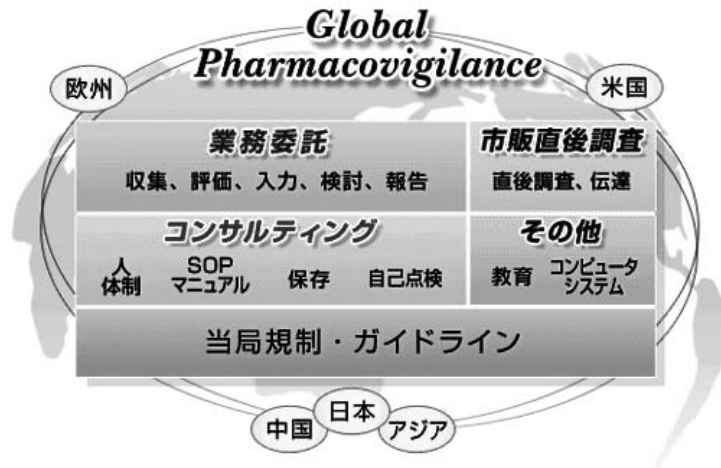 Global
Pharmacovigilance
欧州
米国
業務委託
収集、評価、入力、検討、報告
市販直後調査
直後調査、伝達
コンサルティング
人
体制
SOP
マニュアル
保存
自己点検
その他
教育
コンピュータ
システム
当局規制・ガイドライン
中国
日本
アジア